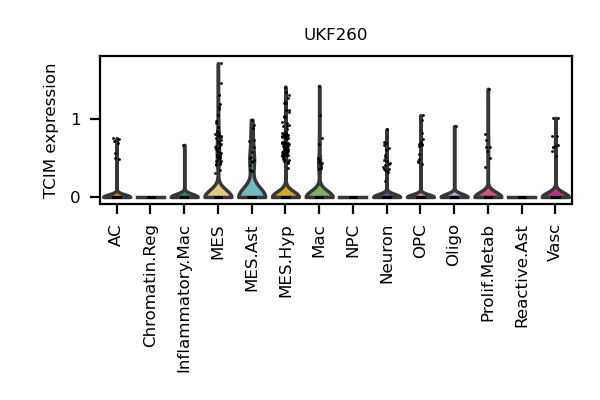 UKF260
TCIM expression
1
0
AC
Chromatin.Reg
Inflammatory.Mac
MES
MES.Ast
MES.Hyp
Mac
NPC
Neuron
OPC
Oligo
Prolif.Metab
Reactive.Ast
Vasc